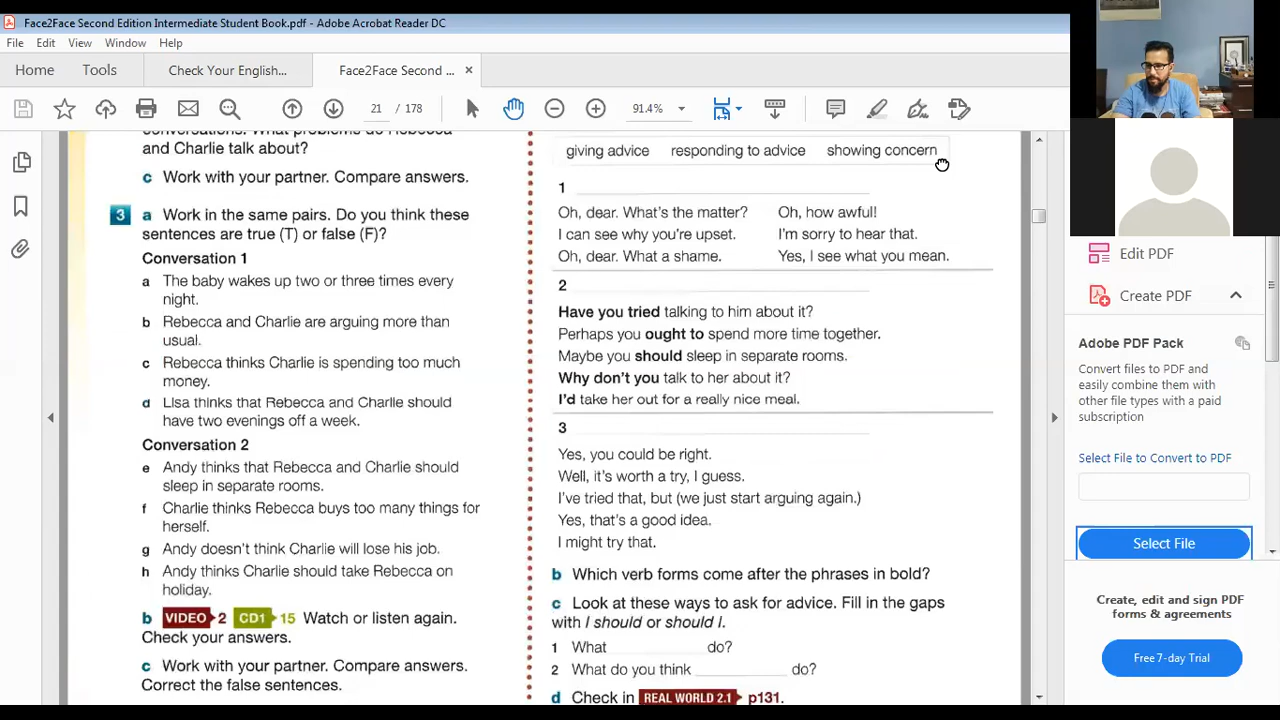 Face2Face Second Edition Intermediate Student Book.pdf - Adobe Acrobat Reader DC
File Edit View Window Help
Home Tools Check Your English... Face2Face Second ... ×
21 / 178 91.4%
conversations. What problems do Rebecca
and Charlie talk about?
c Work with your partner. Compare answers.
3 a Work in the same pairs. Do you think these
sentences are true (T) or false (F)?
Conversation 1
a The baby wakes up two or three times every
night.
b Rebecca and Charlie are arguing more than
usual.
c Rebecca thinks Charlie is spending too much
money.
d LIsa thinks that Rebecca and Charlie should
have two evenings off a week.
Conversation 2
e Andy thinks that Rebecca and Charlie should
sleep in separate rooms.
f Charlie thinks Rebecca buys too many things for
herself.
g Andy doesn't think Charlie will lose his job.
h Andy thinks Charlie should take Rebecca on
holiday.
b VIDEO 2 CD1 15 Watch or listen again.
Check your answers.
c Work with your partner. Compare answers.
Correct the false sentences.
giving advice responding to advice showing concern
1
Oh, dear. What's the matter? Oh, how awful!
I can see why you're upset. I'm sorry to hear that.
Oh, dear. What a shame. Yes, I see what you mean.
2
Have you tried talking to him about it?
Perhaps you ought to spend more time together.
Maybe you should sleep in separate rooms.
Why don't you talk to her about it?
I'd take her out for a really nice meal.
3
Yes, you could be right.
Well, it's worth a try, I guess.
I've tried that, but (we just start arguing again.)
Yes, that's a good idea.
I might try that.
b Which verb forms come after the phrases in bold?
c Look at these ways to ask for advice. Fill in the gaps
with I should or should I.
1 What ________ do?
2 What do you think ________ do?
d Check in REAL WORLD 2.1 p131.
Edit PDF
Create PDF
Adobe PDF Pack
Convert files to PDF and
easily combine them with
other file types with a paid
subscription
Select File to Convert to PDF
Select File
Create, edit and sign PDF
forms & agreements
Free 7-day Trial